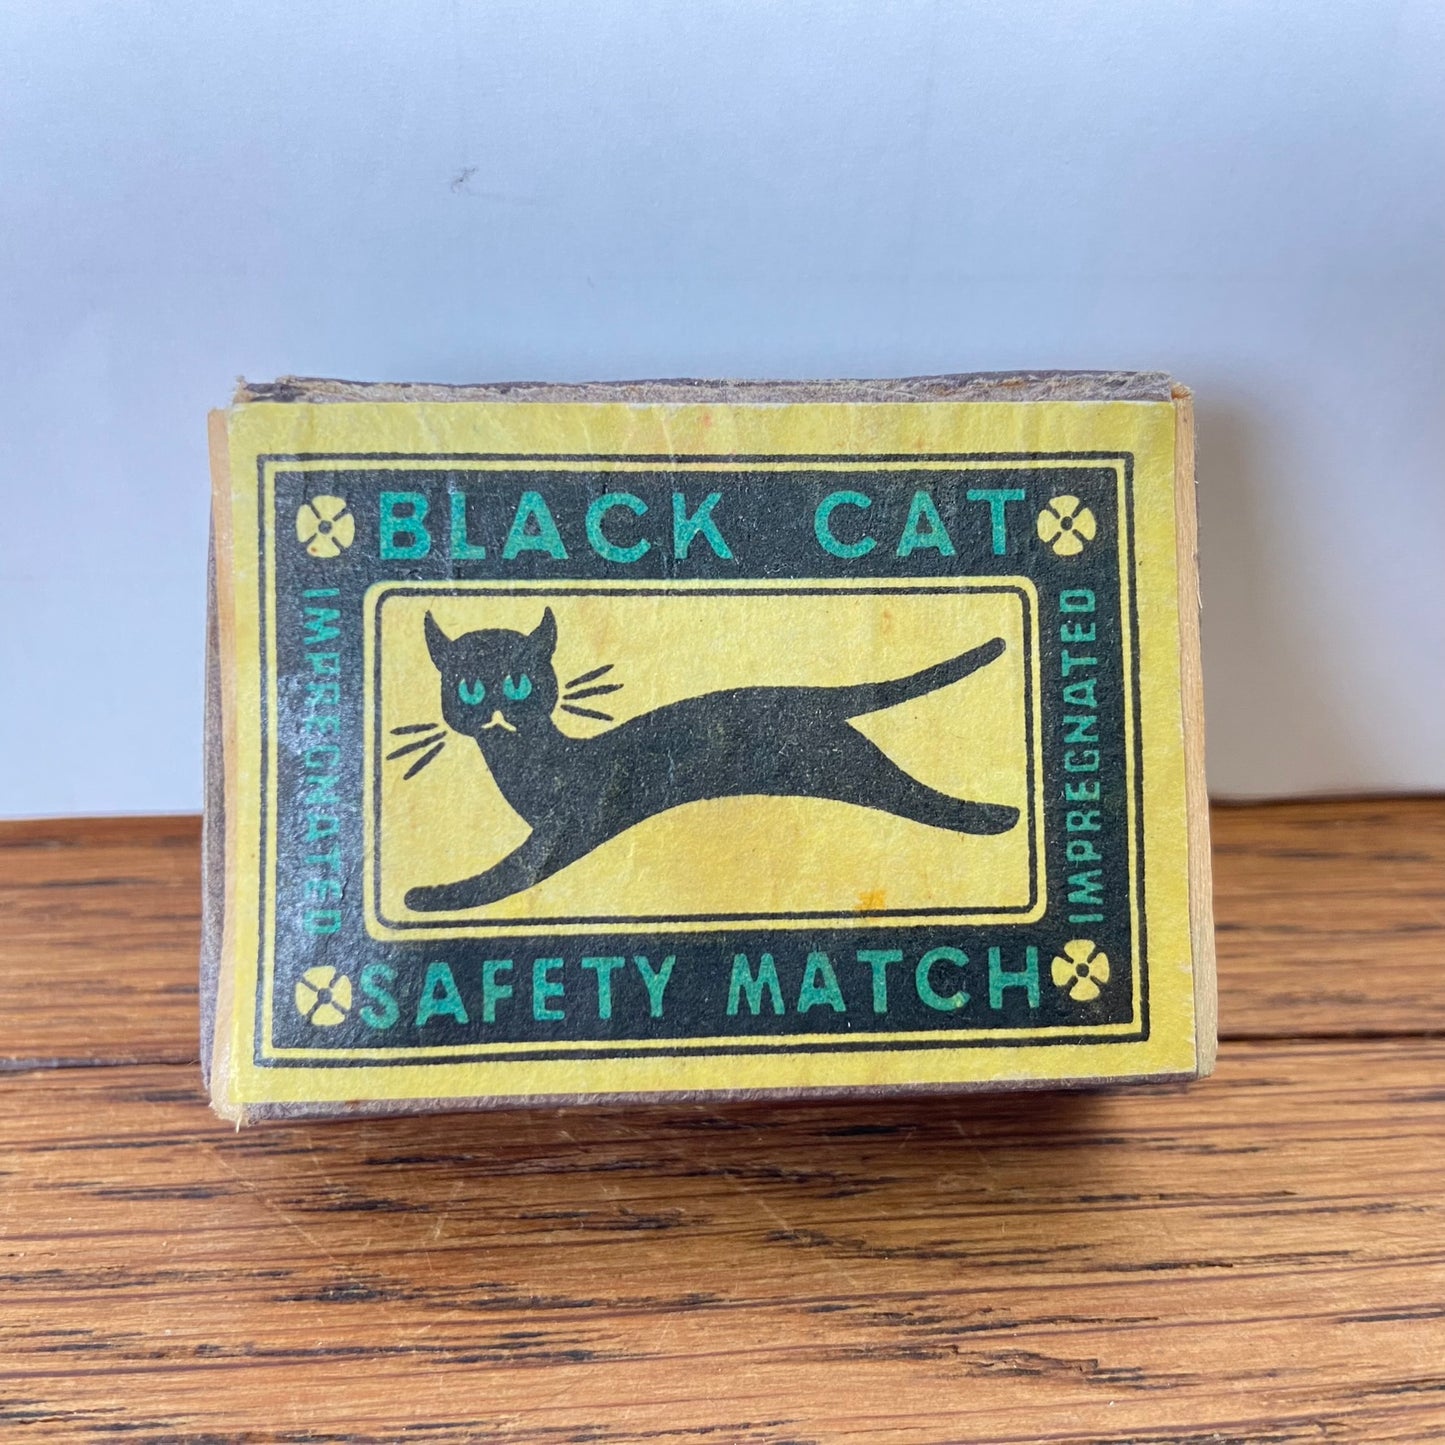 BLACK CAT
IMPREGNATED
IMPREGNATED
SAFETY MATCH